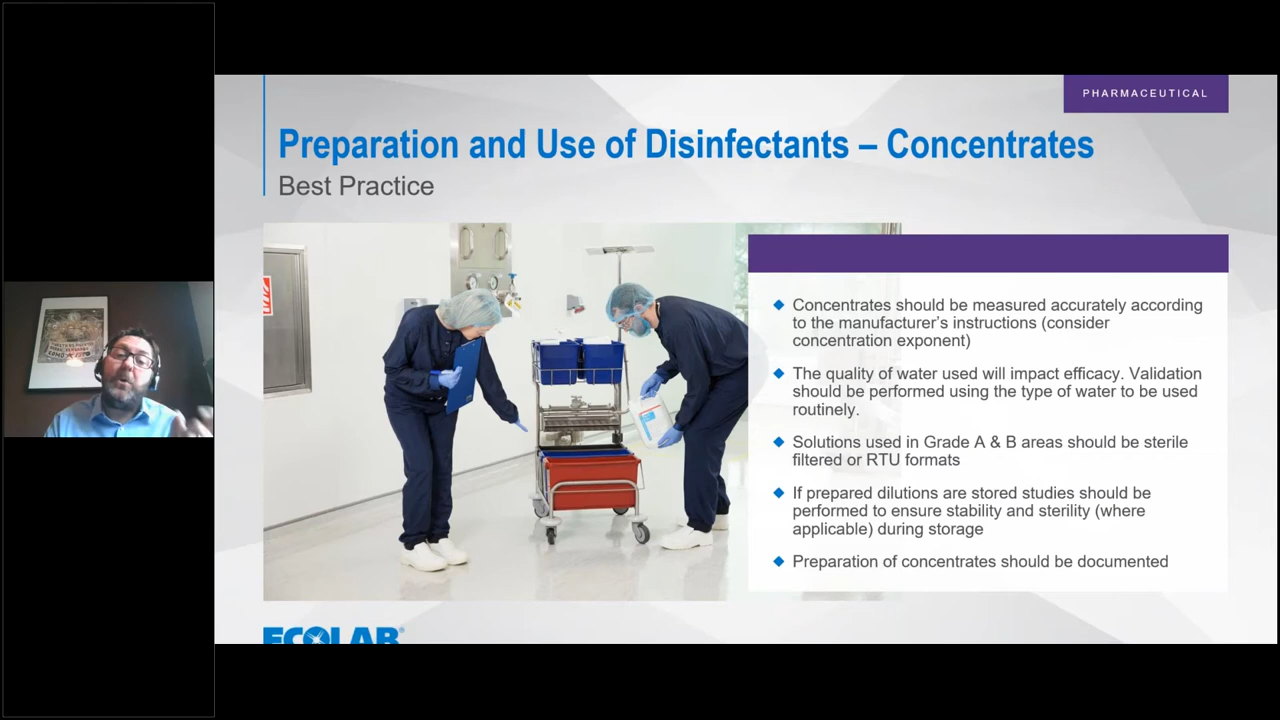 PHARMACEUTICAL
Preparation and Use of Disinfectants – Concentrates
Best Practice
Concentrates should be measured accurately according
to the manufacturer's instructions (consider
concentration exponent)
The quality of water used will impact efficacy. Validation
should be performed using the type of water to be used
routinely.
Solutions used in Grade A & B areas should be sterile
filtered or RTU formats
If prepared dilutions are stored studies should be
performed to ensure stability and sterility (where
applicable) during storage
Preparation of concentrates should be documented
ECOLAB®